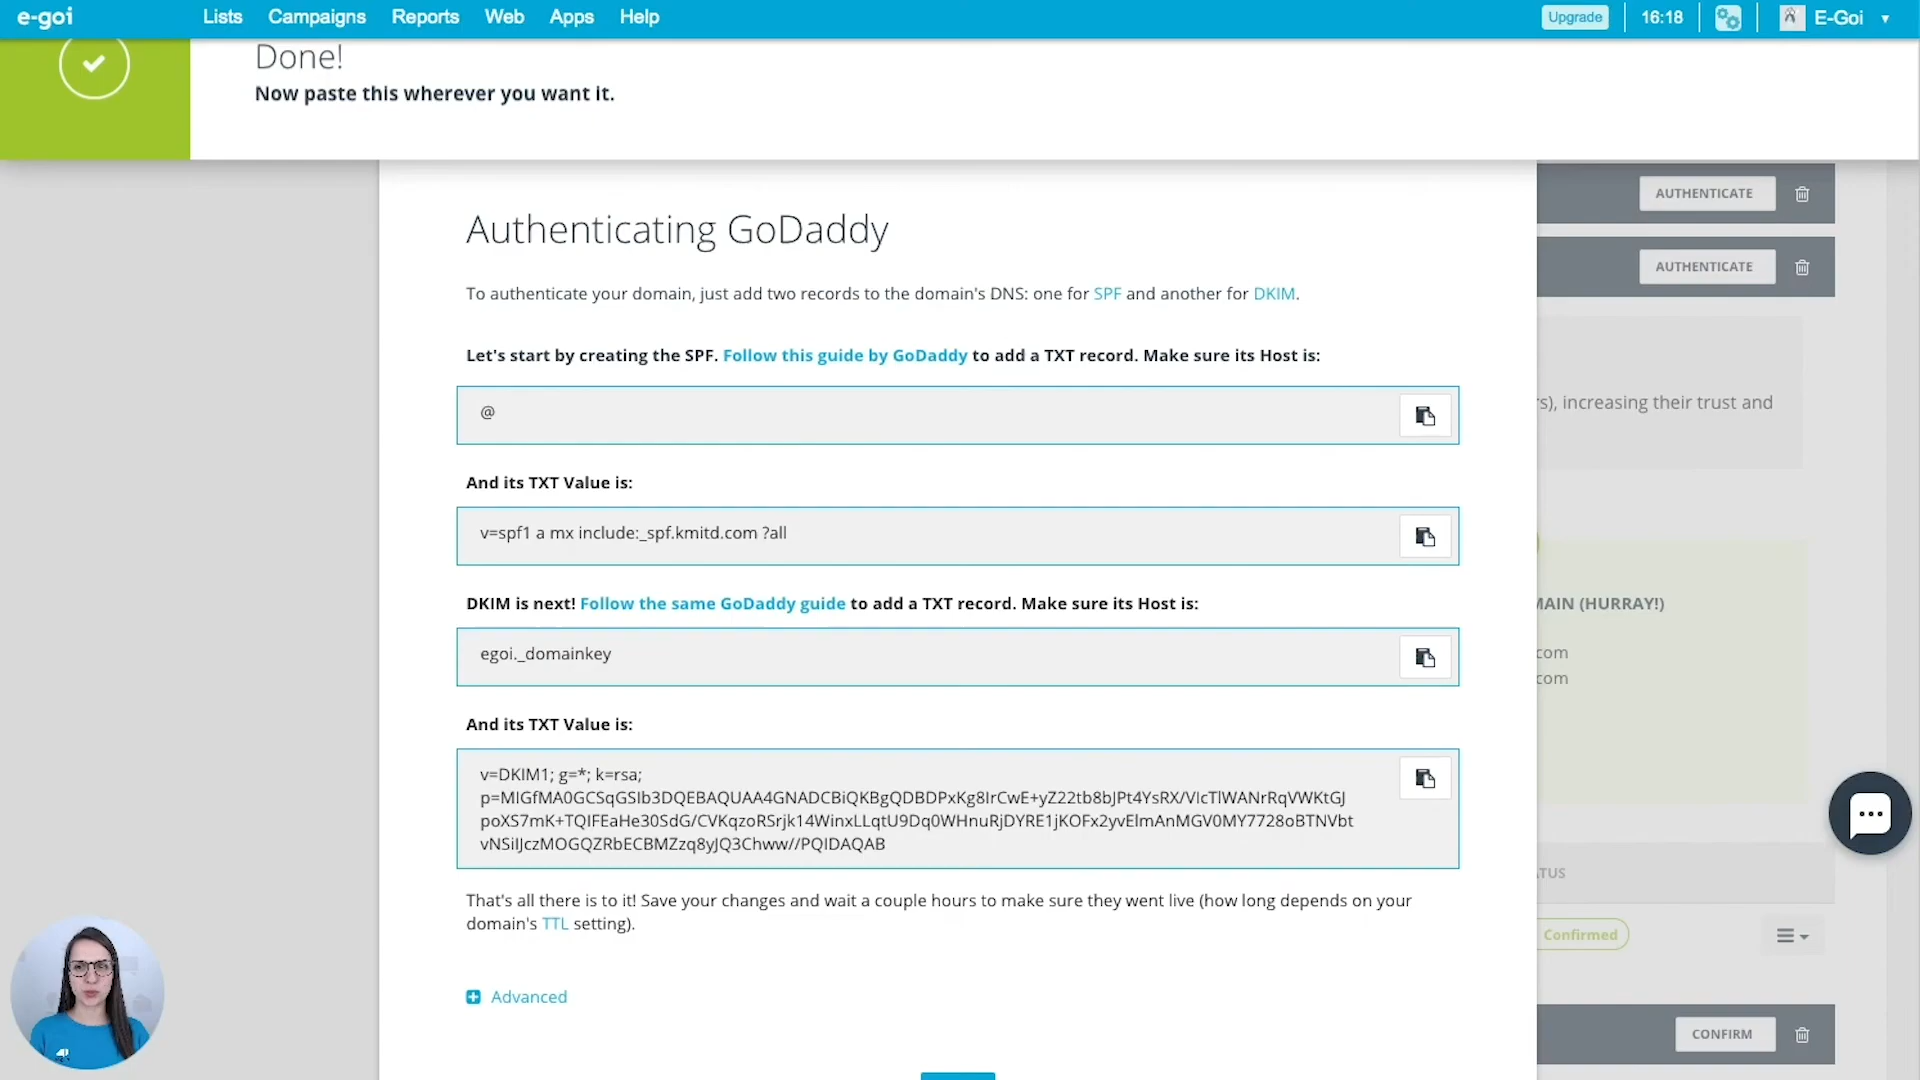 e-goi
Lists
Campaigns
Reports
Web
Apps
Help
Upgrade
16:18
E-Goi
Done!
Now paste this wherever you want it.
AUTHENTICATE
AUTHENTICATE
Authenticating GoDaddy
To authenticate your domain, just add two records to the domain's DNS: one for SPF and another for DKIM.
Let's start by creating the SPF. Follow this guide by GoDaddy to add a TXT record. Make sure its Host is:
@
s), increasing their trust and
And its TXT Value is:
v=spf1 a mx include:_spf.kmitd.com ?all
DKIM is next! Follow the same GoDaddy guide to add a TXT record. Make sure its Host is:
MAIN (HURRAY!)
egoi._domainkey
com
com
And its TXT Value is:
v=DKIM1; g=*; k=rsa;
p=MIGfMA0GCSqGSIb3DQEBAQUAA4GNADCBiQKBgQDBDPxKg8IrCwE+yZ22tb8bJPt4YsRX/VIcTlWANrRqVWKtGJ
poXS7mK+TQIFEaHe30SdG/CVKqzoRSrjk14WinxLLqtU9Dq0WHnuRjDYRE1jKOFx2yvElmAnMGV0MY7728oBTNVbt
vNSiIJczMOGQZRbECBMZzq8yJQ3Chww//PQIDAQAB
That's all there is to it! Save your changes and wait a couple hours to make sure they went live (how long depends on your
domain's TTL setting).
ATUS
Confirmed
Advanced
CONFIRM